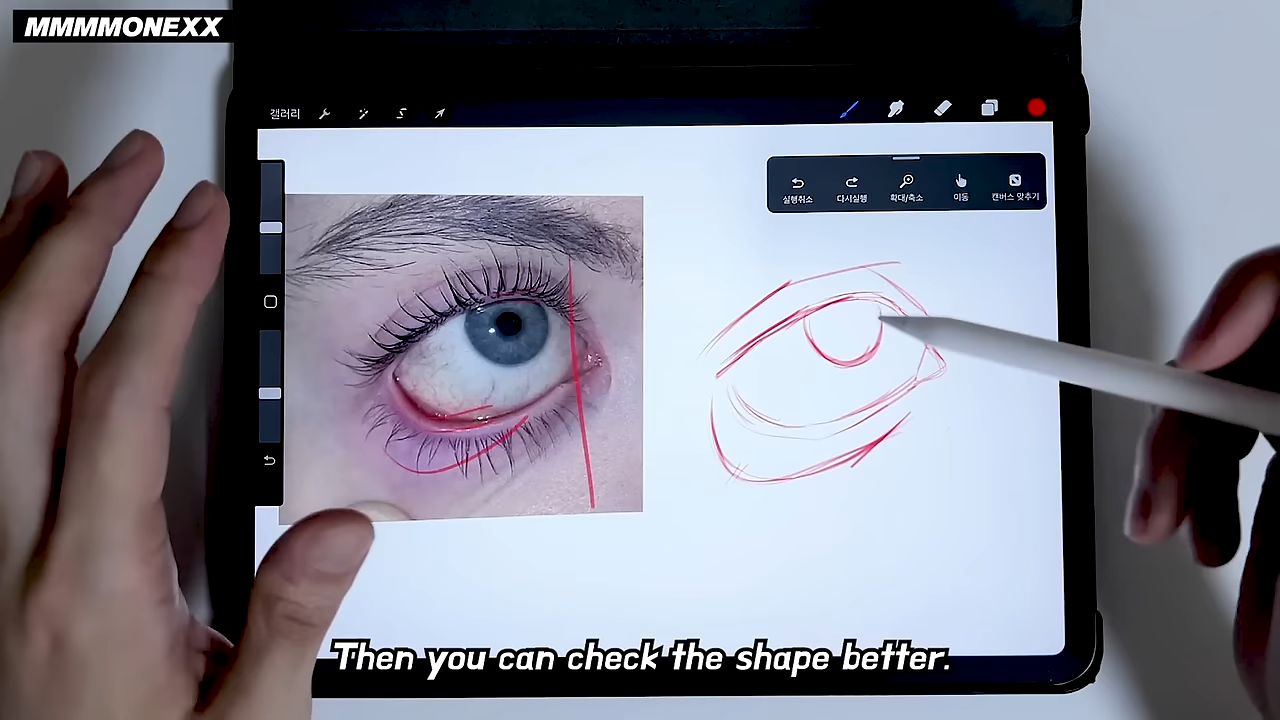 MMMMONEXX
갤러리
실행취소
다시실행
확대/축소
이동
캔버스 맞추기
Then you can check the shape better.